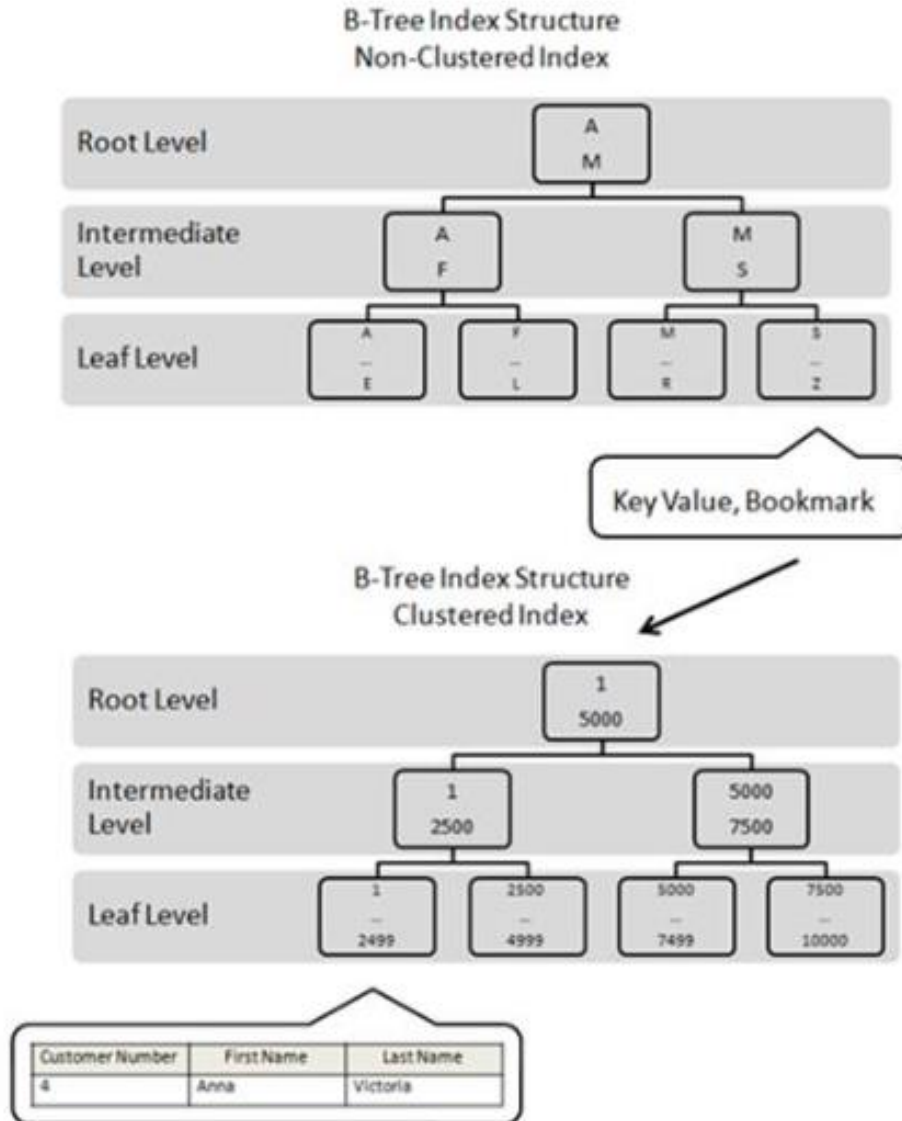 B-Tree Index Structure
Non-Clustered Index
Root Level
A
M
Intermediate
Level
A
F
M
S
Leaf Level
A
...
E
F
...
L
M
...
R
S
...
Z
Key Value, Bookmark
B-Tree Index Structure
Clustered Index
Root Level
1
5000
Intermediate
Level
1
2500
5000
7500
Leaf Level
1
...
2499
2500
...
4999
5000
...
7499
7500
...
10000
Customer Number First Name Last Name
4 Anna Victoria